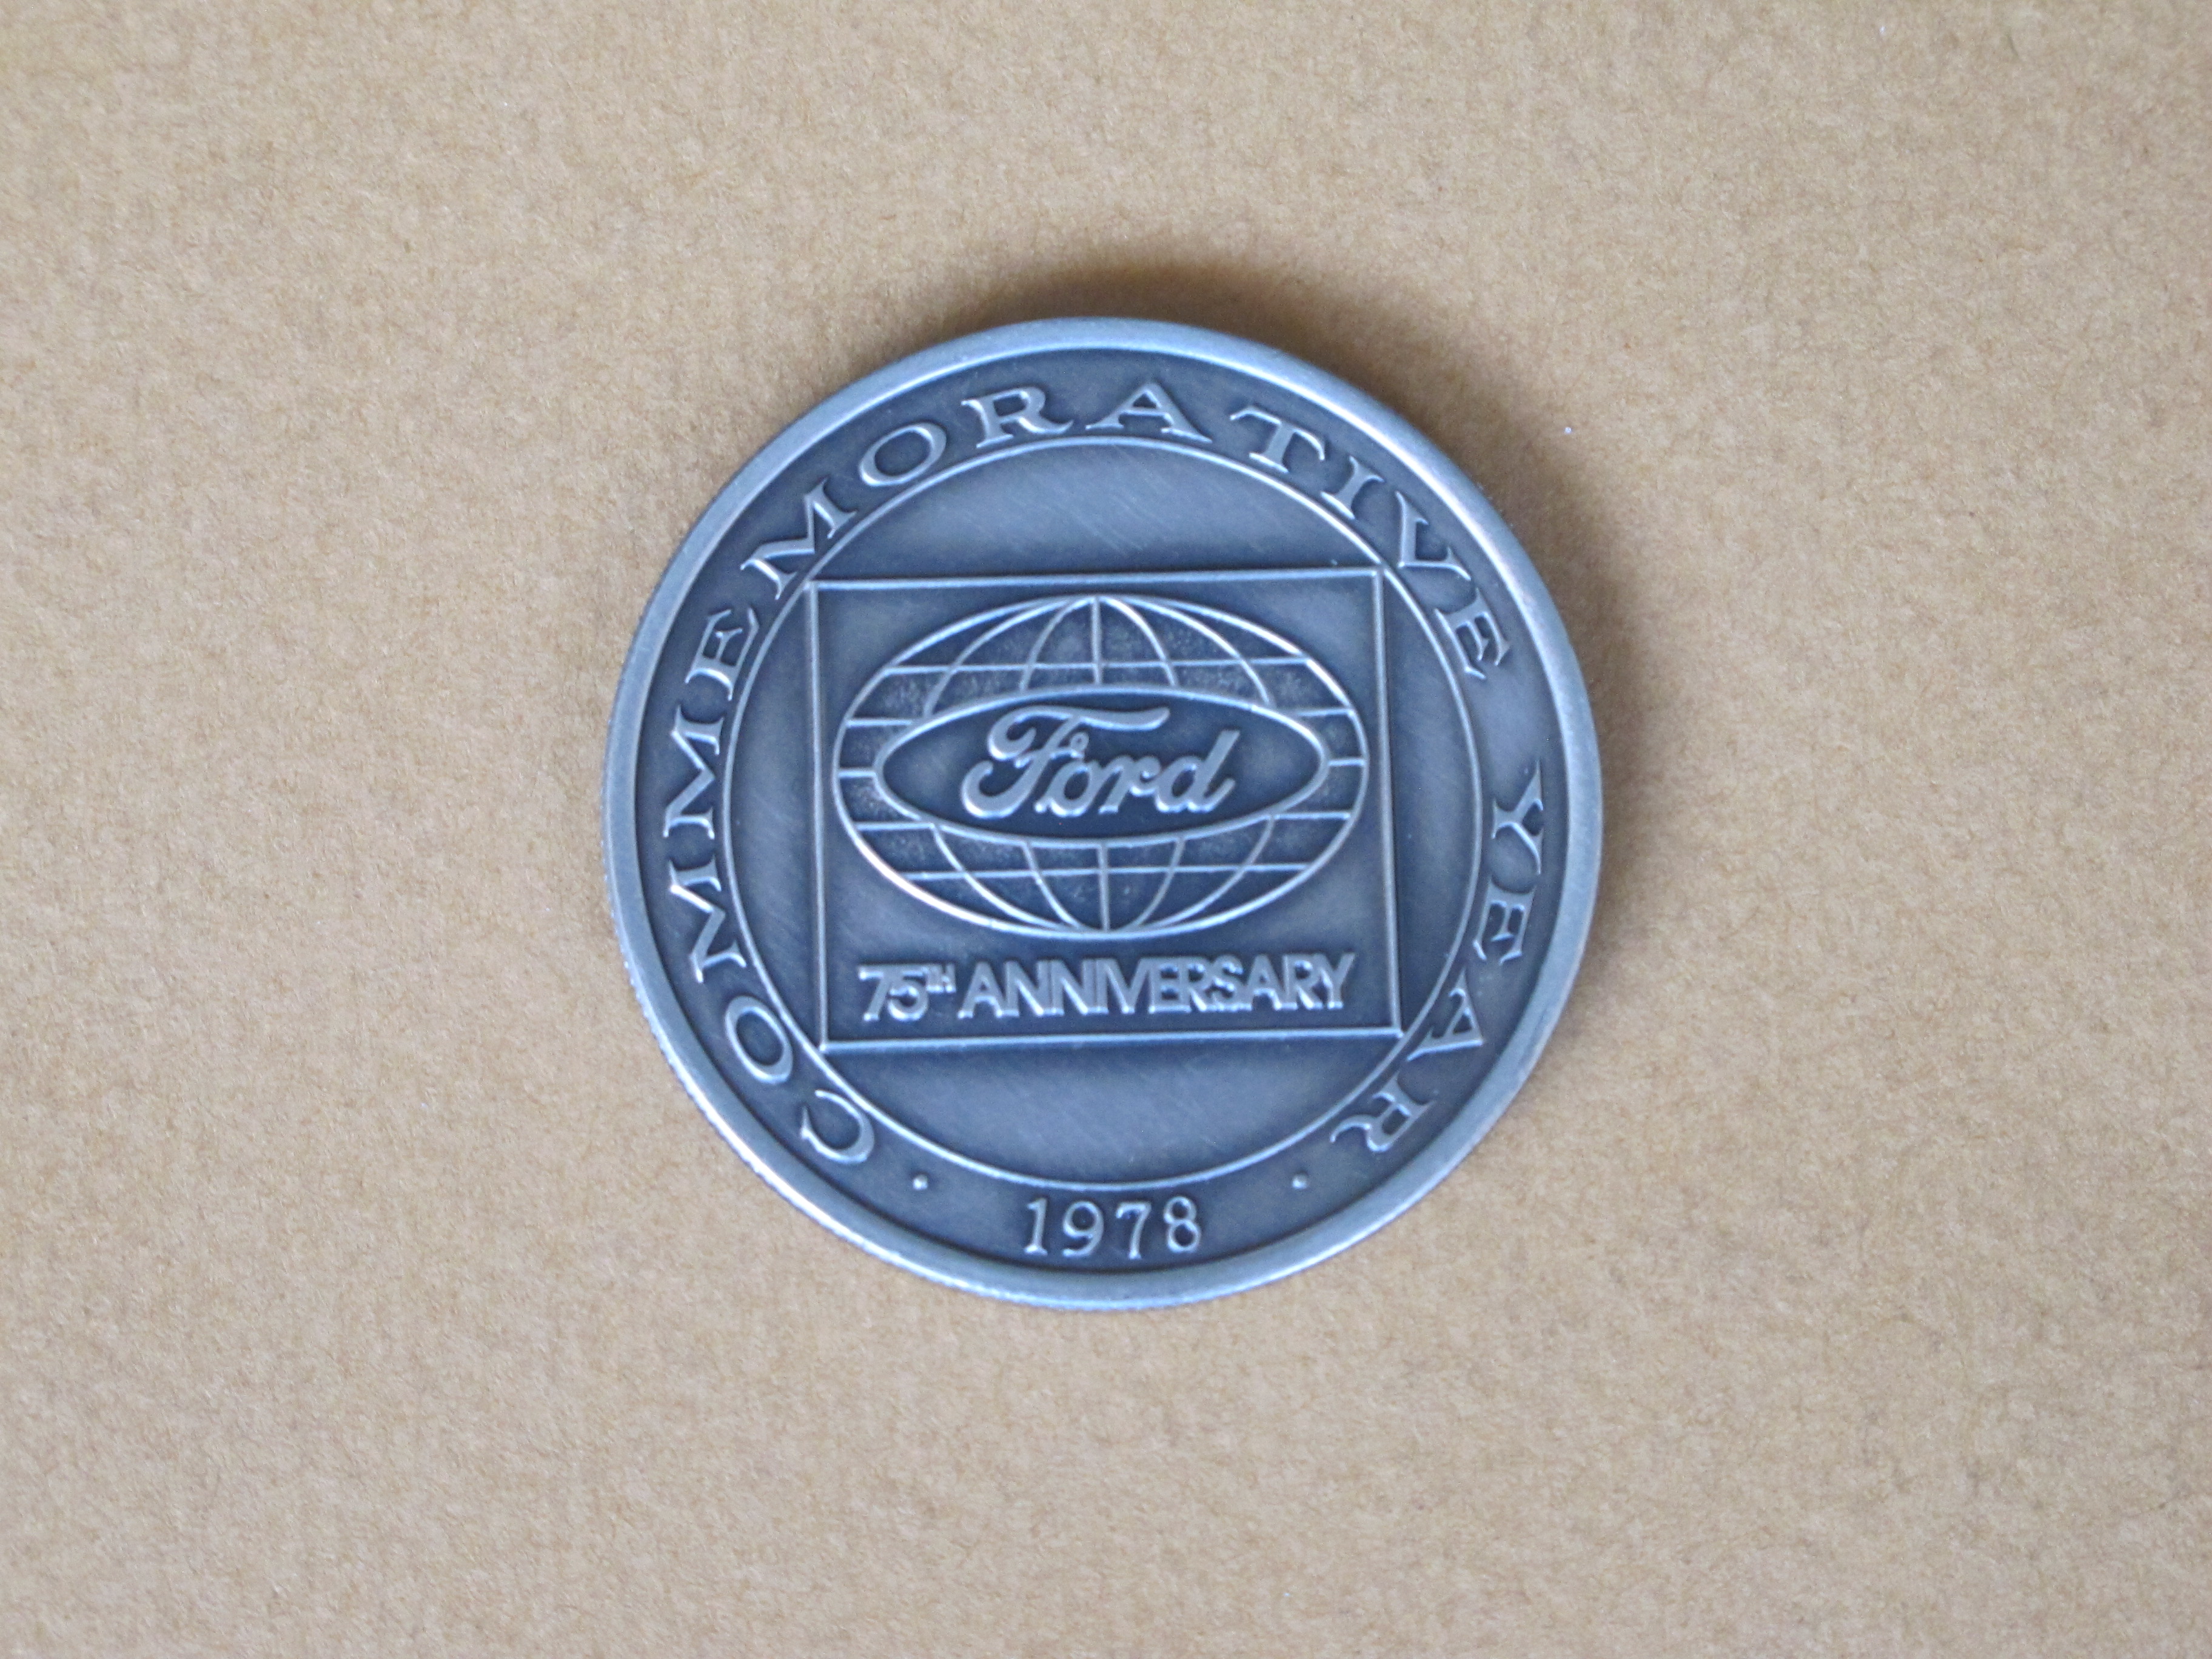 COMMEMORATIVE YEAR
Ford
75TH ANNIVERSARY
· 1978 ·